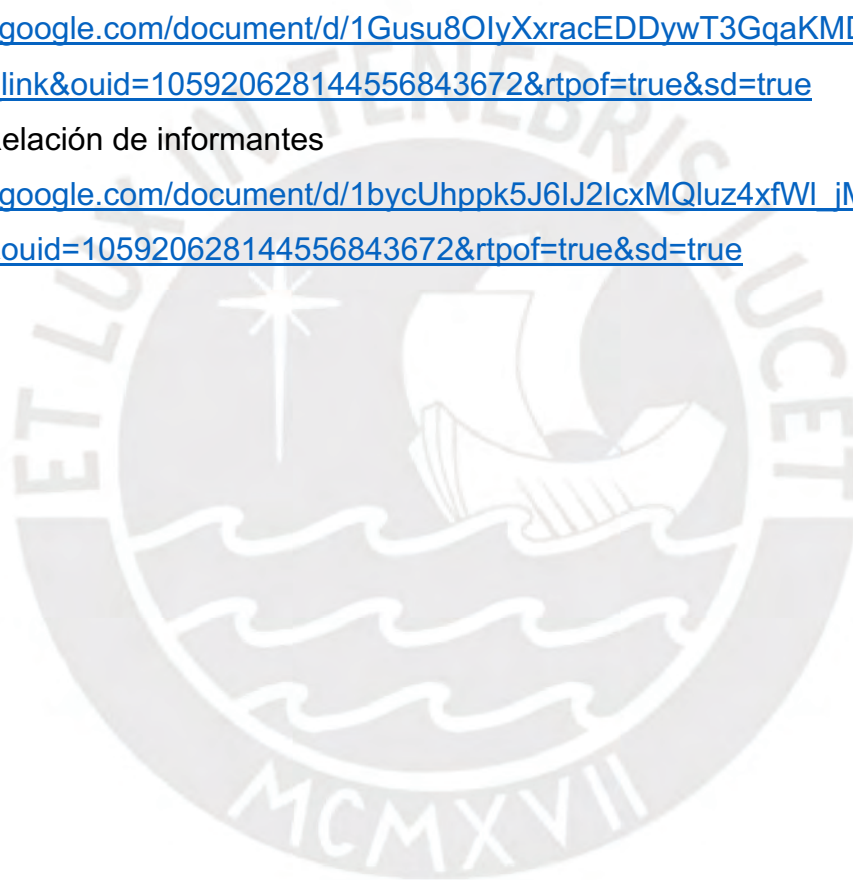 google.com/document/d/1Gusu8OIyXxracEDDywT3GqaKMD
link&ouid=105920628144556843672&rtpof=true&sd=true
elación de informantes
google.com/document/d/1bycUhppk5J6IJ2IcxMQluz4xfWl_jM
ouid=105920628144556843672&rtpof=true&sd=true
ET LUX IN TENEBRIS LUCET
MCMXVII